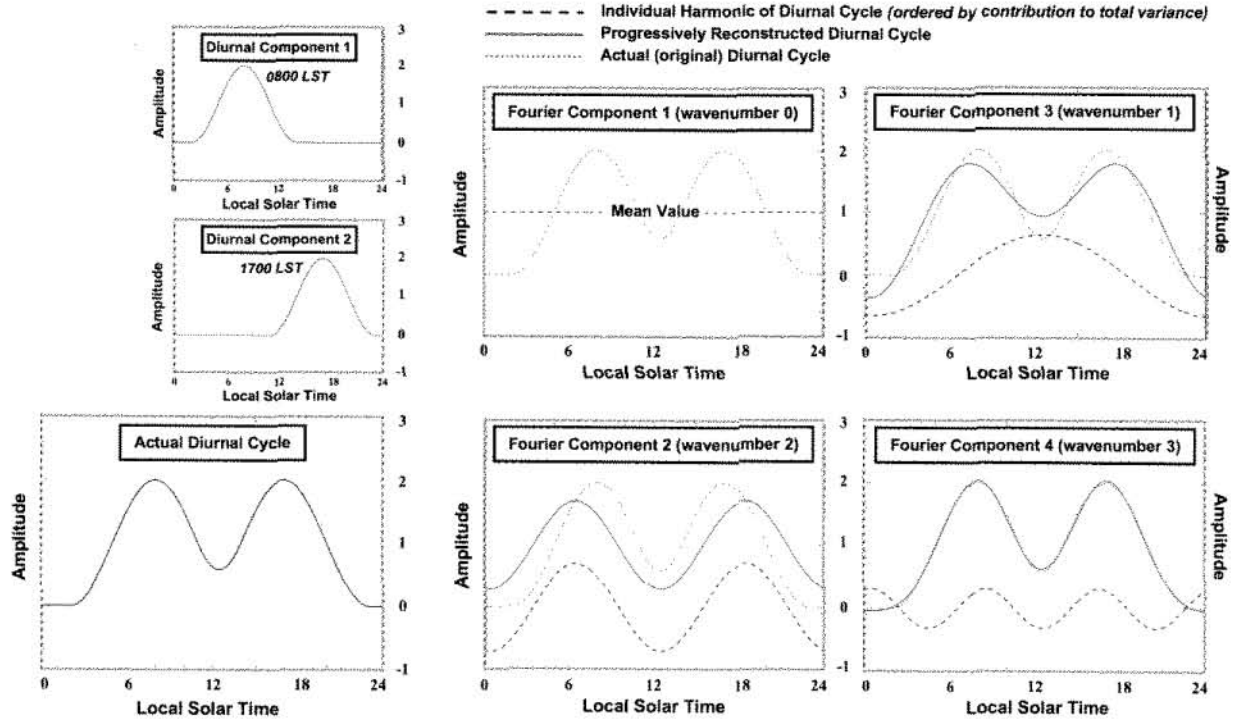 Individual Harmonic of Diurnal Cycle (ordered by contribution to total variance)
Progressively Reconstructed Diurnal Cycle
Actual (original) Diurnal Cycle
Diurnal Component 1
0800 LST
Amplitude
3
2
1
0
-1
0 6 12 18 24
Local Solar Time
Diurnal Component 2
1700 LST
Amplitude
3
2
1
0
-1
0 6 12 18 24
Local Solar Time
Actual Diurnal Cycle
Amplitude
3
2
1
0
-1
0 6 12 18 24
Local Solar Time
Fourier Component 1 (wavenumber 0)
Mean Value
Amplitude
0 6 12 18 24
Local Solar Time
Fourier Component 3 (wavenumber 1)
3
2
1
0
-1
Amplitude
0 6 12 18 24
Local Solar Time
Fourier Component 2 (wavenumber 2)
Amplitude
0 6 12 18 24
Local Solar Time
Fourier Component 4 (wavenumber 3)
3
2
1
0
-1
Amplitude
0 6 12 18 24
Local Solar Time